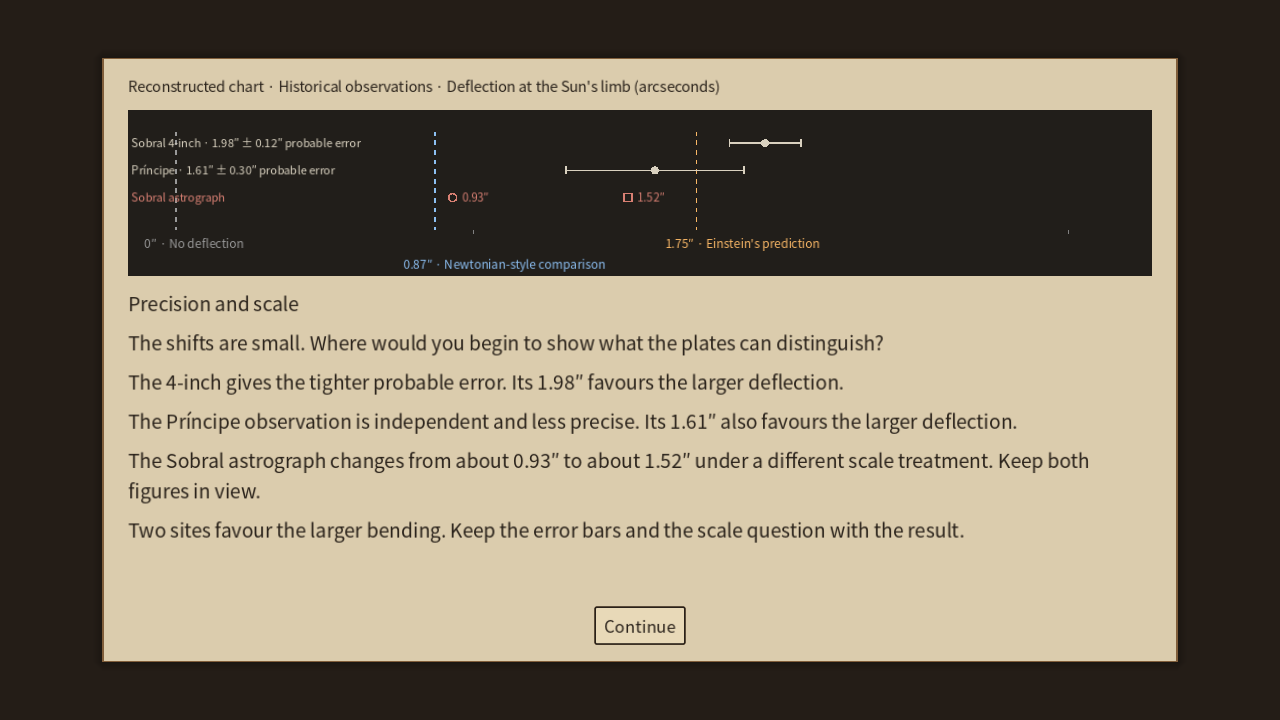 Reconstructed chart · Historical observations · Deflection at the Sun's limb (arcseconds)
Sobral 4-inch · 1.98″ ± 0.12″ probable error
Príncipe · 1.61″ ± 0.30″ probable error
Sobral astrograph
0.93″
1.52″
0″ · No deflection
1.75″ · Einstein's prediction
0.87″ · Newtonian-style comparison
Precision and scale
The shifts are small. Where would you begin to show what the plates can distinguish?
The 4-inch gives the tighter probable error. Its 1.98″ favours the larger deflection.
The Príncipe observation is independent and less precise. Its 1.61″ also favours the larger deflection.
The Sobral astrograph changes from about 0.93″ to about 1.52″ under a different scale treatment. Keep both
figures in view.
Two sites favour the larger bending. Keep the error bars and the scale question with the result.
Continue